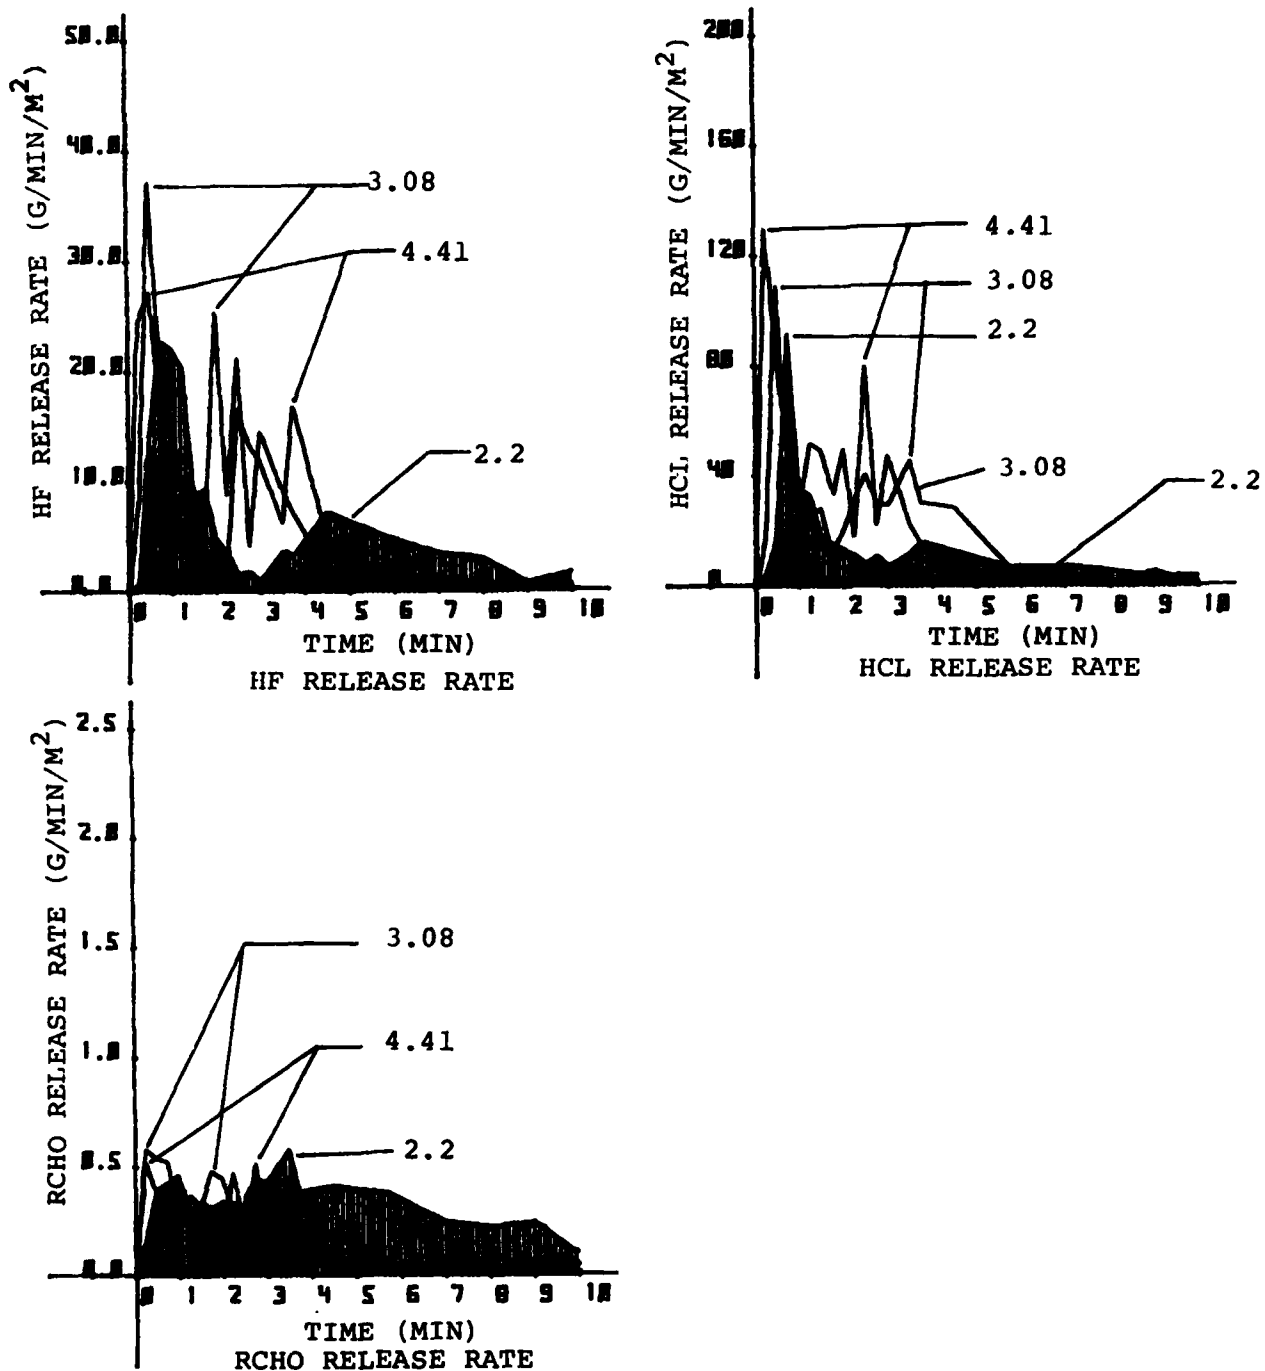 HF RELEASE RATE (G/MIN/M²)
50.0
40.0
30.0
20.0
10.0
0.0
3.08
4.41
2.2
0 1 2 3 4 5 6 7 8 9 10
TIME (MIN)
HF RELEASE RATE
HCL RELEASE RATE (G/MIN/M²)
200
160
120
80
40
0
4.41
3.08
2.2
3.08
2.2
0 1 2 3 4 5 6 7 8 9 10
TIME (MIN)
HCL RELEASE RATE
RCHO RELEASE RATE (G/MIN/M²)
2.5
2.0
1.5
1.0
0.5
0.0
3.08
4.41
2.2
0 1 2 3 4 5 6 7 8 9 10
TIME (MIN)
RCHO RELEASE RATE